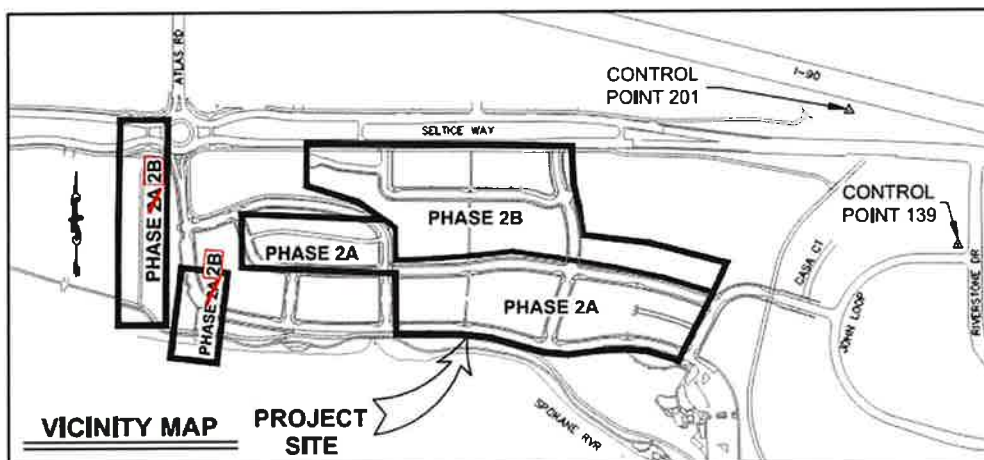 ATLAS RD
I-90
CONTROL
POINT 201
SELTICE WAY
PHASE 2A 2B
PHASE 2B
CONTROL
POINT 139
PHASE 2A
PHASE 2A 2B
PHASE 2A
CASA CT
JOHN LOOP
RIVERSTONE DR
SPOKANE RVR
VICINITY MAP
PROJECT
SITE